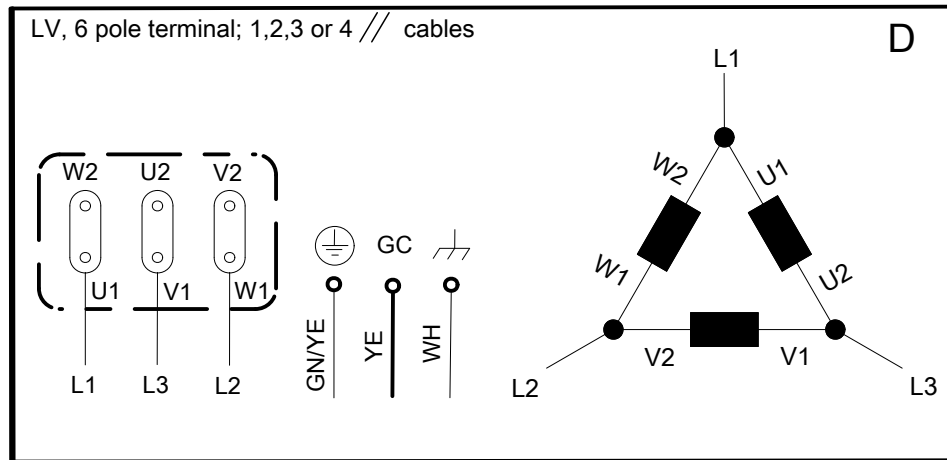 LV, 6 pole terminal; 1,2,3 or 4 // cables
D
W2 U2 V2
U1 V1 W1
L1 L3 L2
GC
GN/YE YE WH
L1
W2 U1
W1 U2
V2 V1
L2 L3